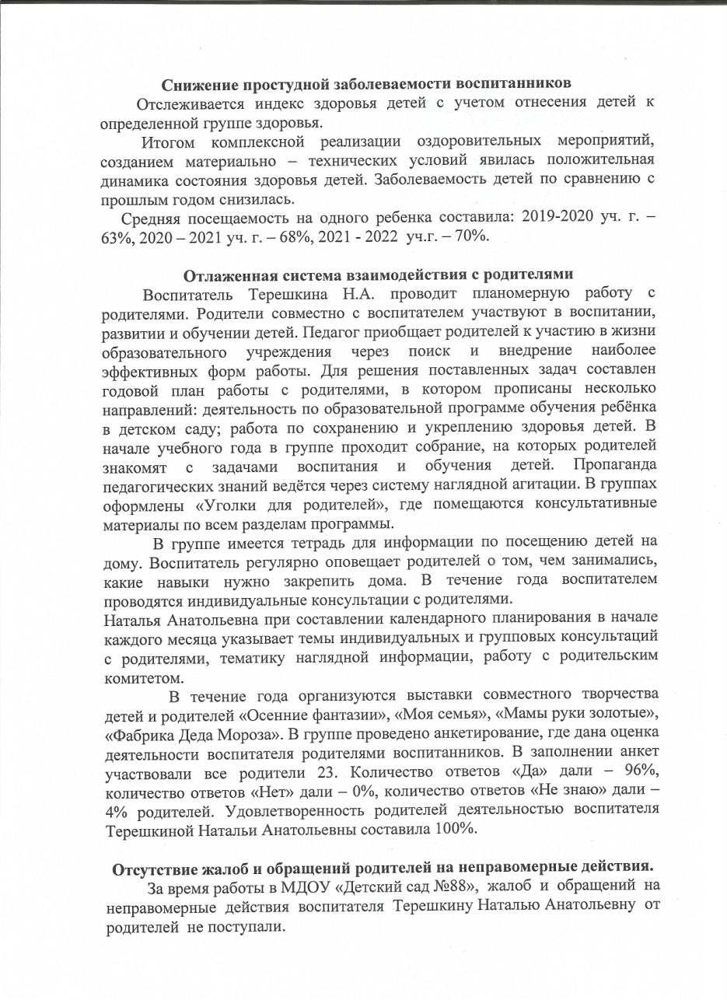 Снижение простудной заболеваемости воспитанников
Отслеживается индекс здоровья детей с учетом отнесения детей к
определенной группе здоровья.
Итогом комплексной реализации оздоровительных мероприятий,
созданием материально – технических условий явилась положительная
динамика состояния здоровья детей. Заболеваемость детей по сравнению с
прошлым годом снизилась.
Средняя посещаемость на одного ребенка составила: 2019-2020 уч. г. –
63%, 2020 – 2021 уч. г. – 68%, 2021 - 2022 уч.г. – 70%.
Отлаженная система взаимодействия с родителями
Воспитатель Терешкина Н.А. проводит планомерную работу с
родителями. Родители совместно с воспитателем участвуют в воспитании,
развитии и обучении детей. Педагог приобщает родителей к участию в жизни
образовательного учреждения через поиск и внедрение наиболее
эффективных форм работы. Для решения поставленных задач составлен
годовой план работы с родителями, в котором прописаны несколько
направлений: деятельность по образовательной программе обучения ребёнка
в детском саду; работа по сохранению и укреплению здоровья детей. В
начале учебного года в группе проходит собрание, на которых родителей
знакомят с задачами воспитания и обучения детей. Пропаганда
педагогических знаний ведётся через систему наглядной агитации. В группах
оформлены «Уголки для родителей», где помещаются консультативные
материалы по всем разделам программы.
В группе имеется тетрадь для информации по посещению детей на
дому. Воспитатель регулярно оповещает родителей о том, чем занимались,
какие навыки нужно закрепить дома. В течение года воспитателем
проводятся индивидуальные консультации с родителями.
Наталья Анатольевна при составлении календарного планирования в начале
каждого месяца указывает темы индивидуальных и групповых консультаций
с родителями, тематику наглядной информации, работу с родительским
комитетом.
В течение года организуются выставки совместного творчества
детей и родителей «Осенние фантазии», «Моя семья», «Мамы руки золотые»,
«Фабрика Деда Мороза». В группе проведено анкетирование, где дана оценка
деятельности воспитателя родителями воспитанников. В заполнении анкет
участвовали все родители 23. Количество ответов «Да» дали – 96%,
количество ответов «Нет» дали – 0%, количество ответов «Не знаю» дали –
4% родителей. Удовлетворенность родителей деятельностью воспитателя
Терешкиной Натальи Анатольевны составила 100%.
Отсутствие жалоб и обращений родителей на неправомерные действия.
За время работы в МДОУ «Детский сад №88», жалоб и обращений на
неправомерные действия воспитателя Терешкину Наталью Анатольевну от
родителей не поступали.